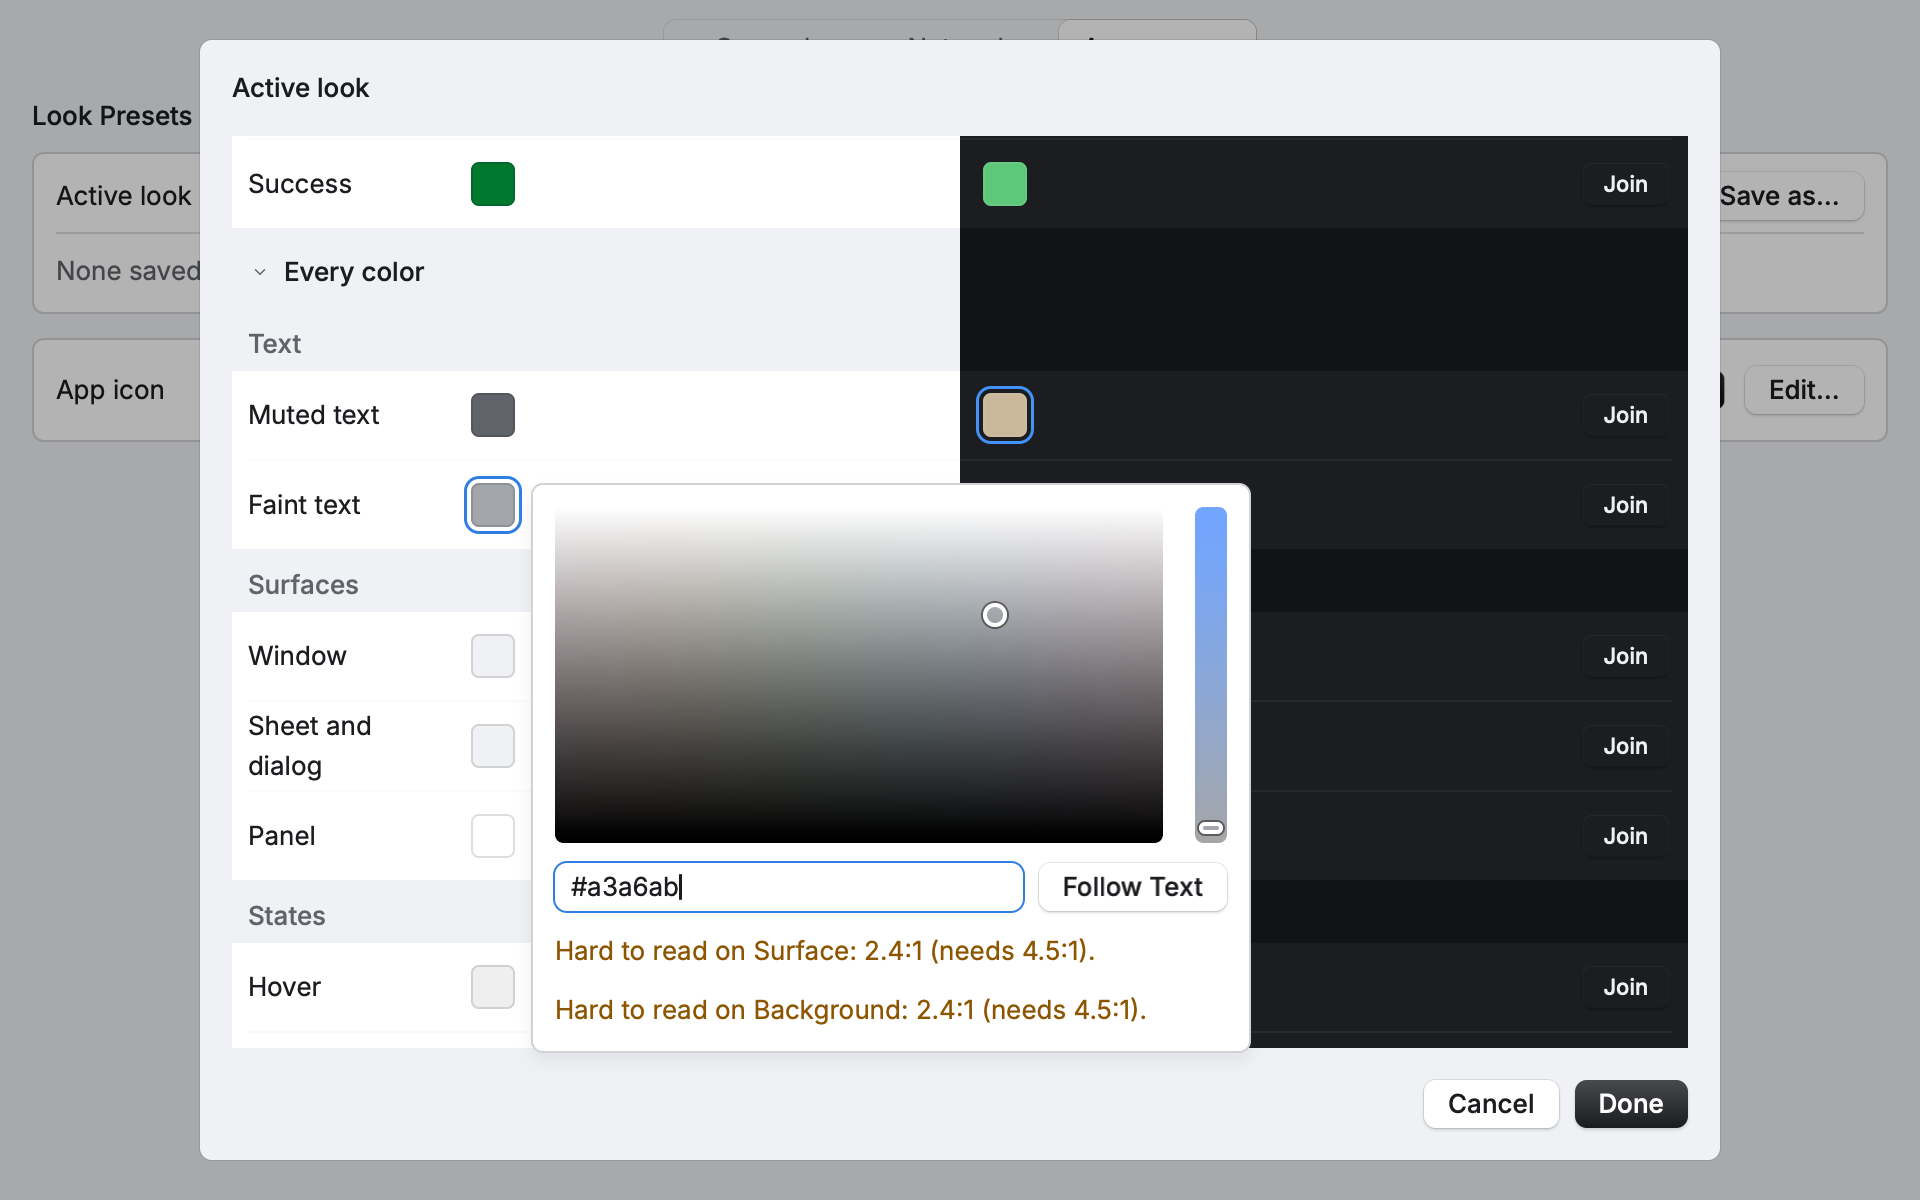 Active look
Look Presets
Success
Join
Active look
Save as...
None saved
Every color
Text
App icon
Edit...
Muted text
Join
Faint text
Join
Surfaces
Window
Join
Sheet and
dialog
Join
Panel
Join
#a3a6ab
Follow Text
States
Hard to read on Surface: 2.4:1 (needs 4.5:1).
Hover
Join
Hard to read on Background: 2.4:1 (needs 4.5:1).
Cancel
Done